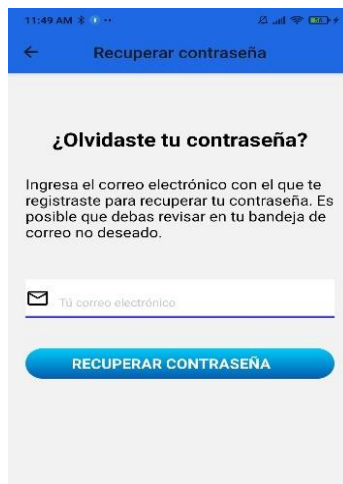 11:49 AM
Recuperar contraseña
¿Olvidaste tu contraseña?
Ingresa el correo electrónico con el que te
registraste para recuperar tu contraseña. Es
posible que debas revisar en tu bandeja de
correo no deseado.
Tú correo electrónico
RECUPERAR CONTRASEÑA